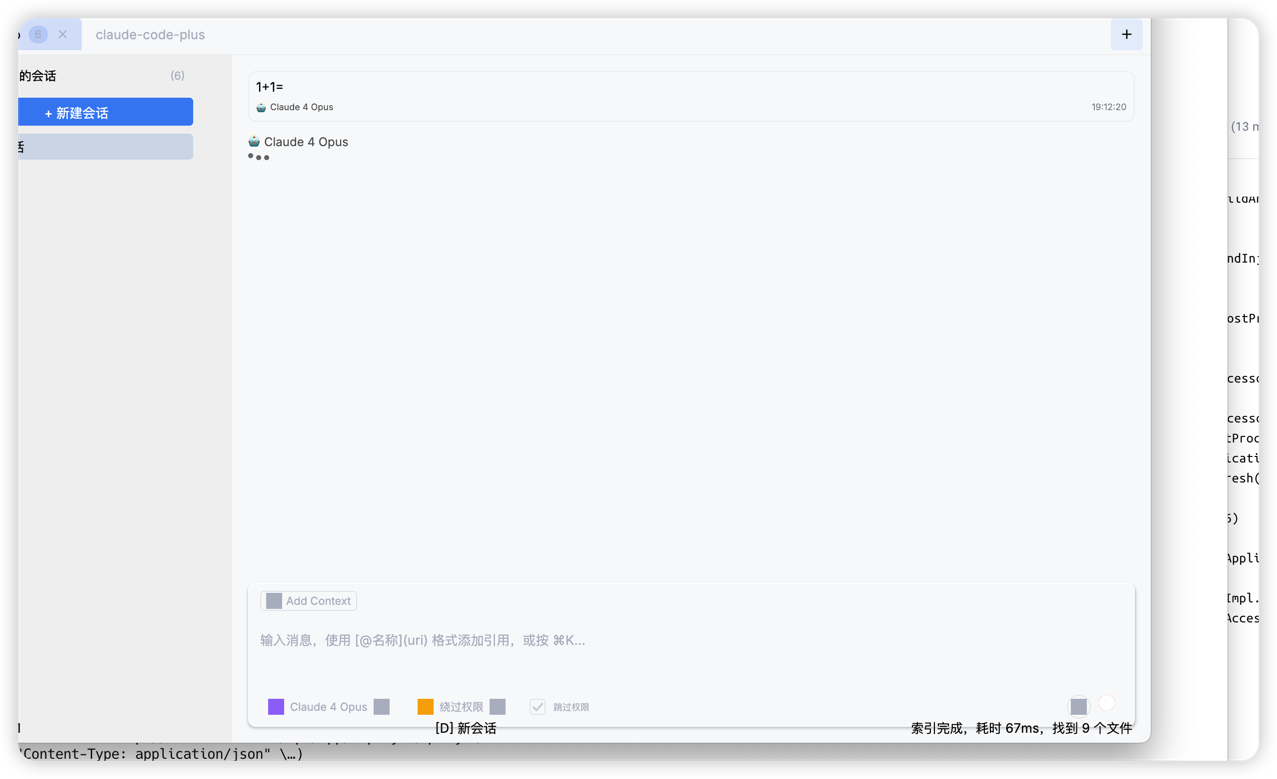 6 × claude-code-plus +
的会话 (6)
+ 新建会话
话
1+1=
Claude 4 Opus 19:12:20
Claude 4 Opus
Add Context
输入消息，使用 [@名称](uri) 格式添加引用，或按 ⌘K...
Claude 4 Opus 绕过权限 跳过权限
[D] 新会话 索引完成，耗时 67ms，找到 9 个文件
"Content-Type: application/json" \…)
(13 m
ndInj
ostPr
cesso
cesso
tProc
icati
resh(
6)
Appli
Impl.
Acces